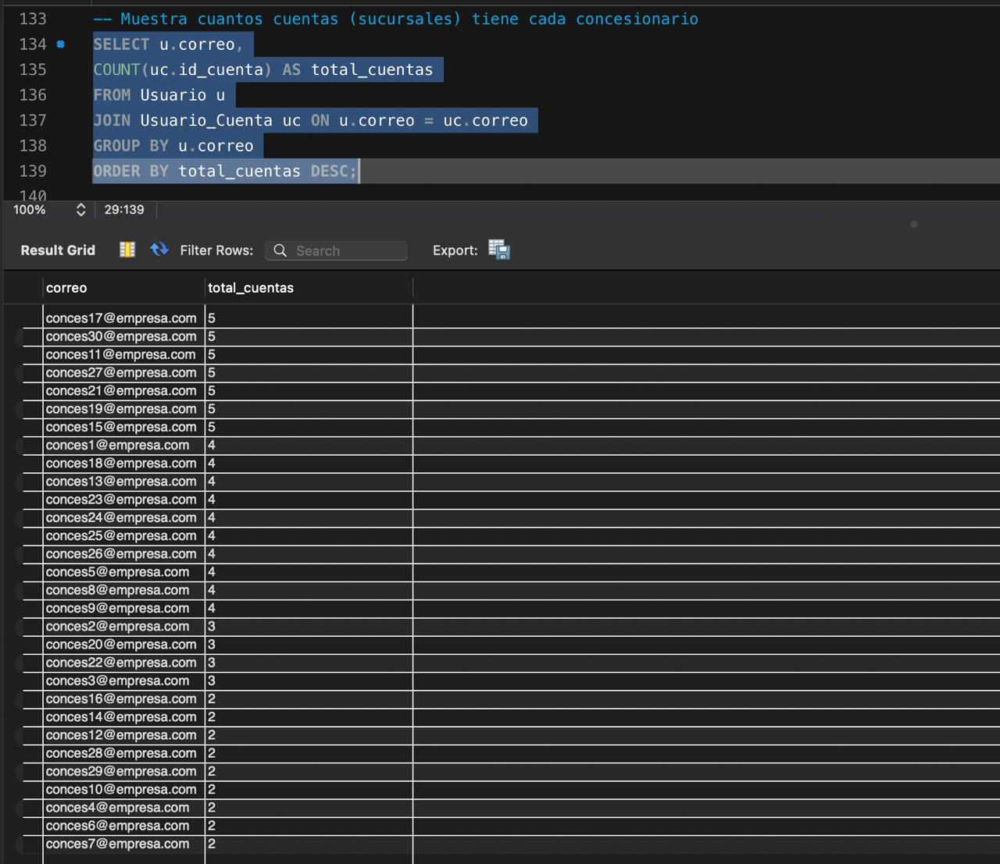 133 -- Muestra cuantos cuentas (sucursales) tiene cada concesionario
134 SELECT u.correo,
135 COUNT(uc.id_cuenta) AS total_cuentas
136 FROM Usuario u
137 JOIN Usuario_Cuenta uc ON u.correo = uc.correo
138 GROUP BY u.correo
139 ORDER BY total_cuentas DESC;
140
100% 29:139
Result Grid Filter Rows: Search Export:
correo total_cuentas
conces17@empresa.com 5
conces30@empresa.com 5
conces11@empresa.com 5
conces27@empresa.com 5
conces21@empresa.com 5
conces19@empresa.com 5
conces15@empresa.com 5
conces1@empresa.com 4
conces18@empresa.com 4
conces13@empresa.com 4
conces23@empresa.com 4
conces24@empresa.com 4
conces25@empresa.com 4
conces26@empresa.com 4
conces5@empresa.com 4
conces8@empresa.com 4
conces9@empresa.com 4
conces2@empresa.com 3
conces20@empresa.com 3
conces22@empresa.com 3
conces3@empresa.com 3
conces16@empresa.com 2
conces14@empresa.com 2
conces12@empresa.com 2
conces28@empresa.com 2
conces29@empresa.com 2
conces10@empresa.com 2
conces4@empresa.com 2
conces6@empresa.com 2
conces7@empresa.com 2